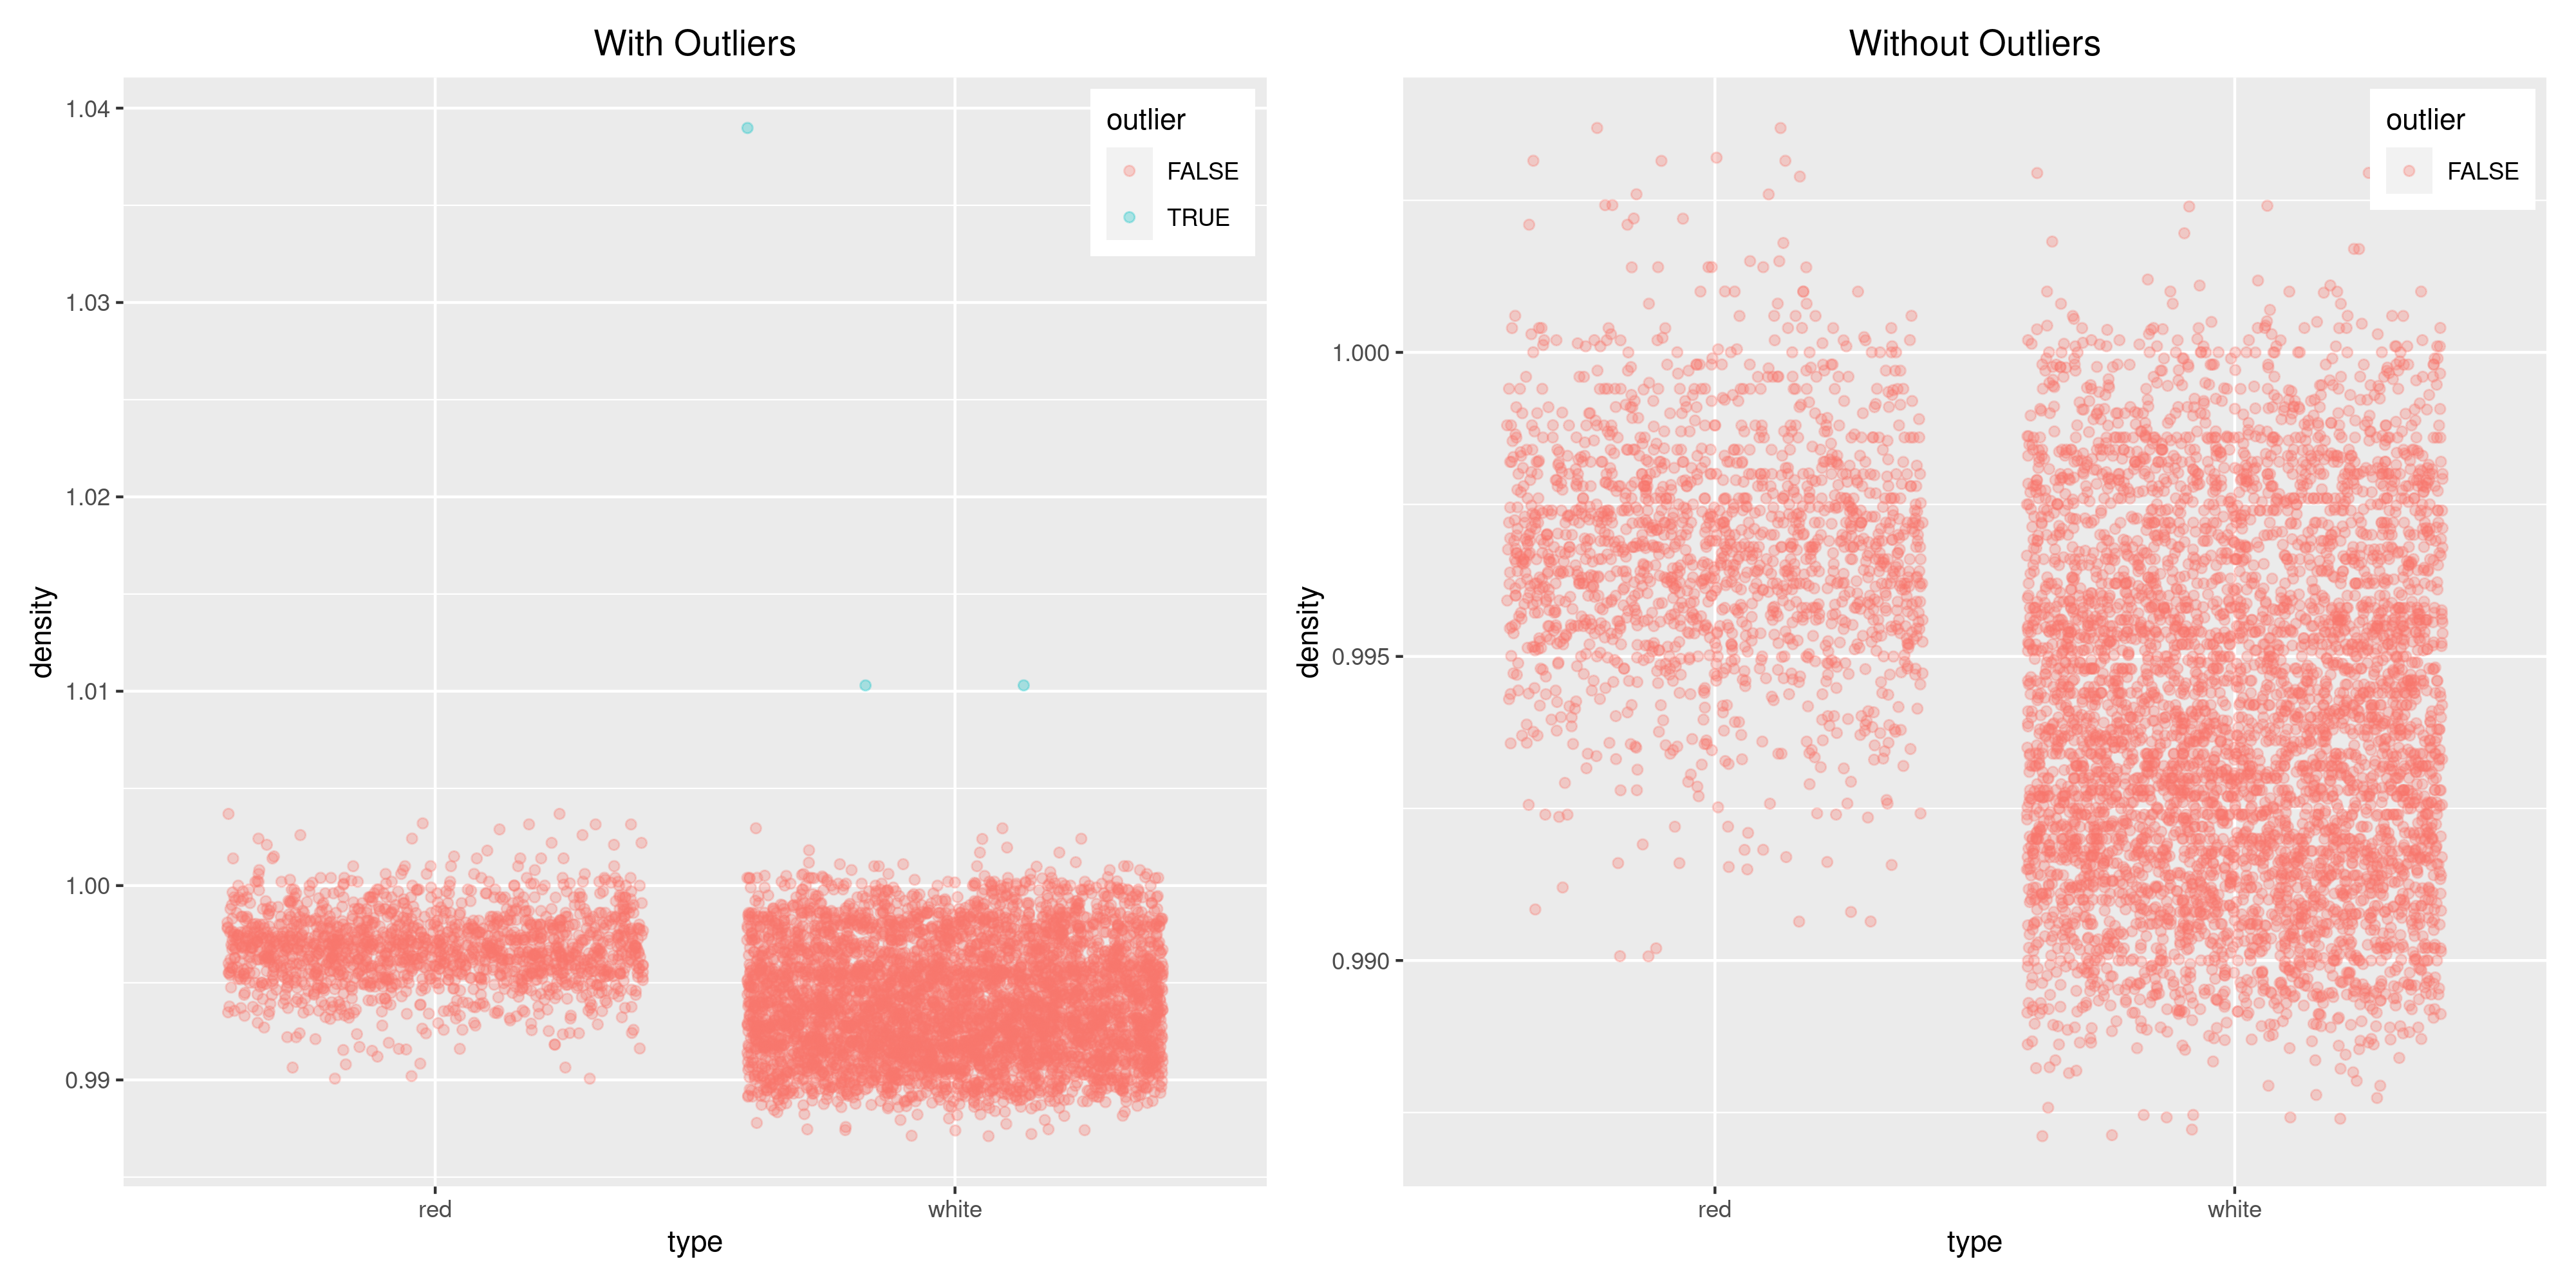 With Outliers
outlier
FALSE
TRUE
1.04
1.03
1.02
1.01
1.00
0.99
density
red
white
type
Without Outliers
outlier
FALSE
1.000
0.995
0.990
density
red
white
type